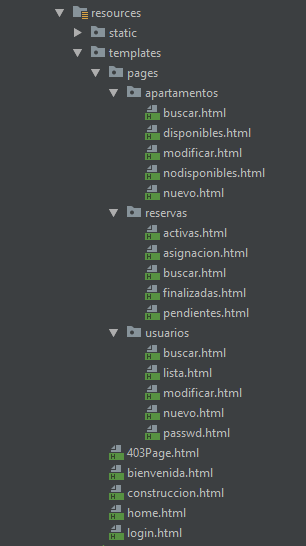 resources
static
templates
pages
apartamentos
buscar.html
disponibles.html
modificar.html
nodisponibles.html
nuevo.html
reservas
activas.html
asignacion.html
buscar.html
finalizadas.html
pendientes.html
usuarios
buscar.html
lista.html
modificar.html
nuevo.html
passwd.html
403Page.html
bienvenida.html
construccion.html
home.html
login.html